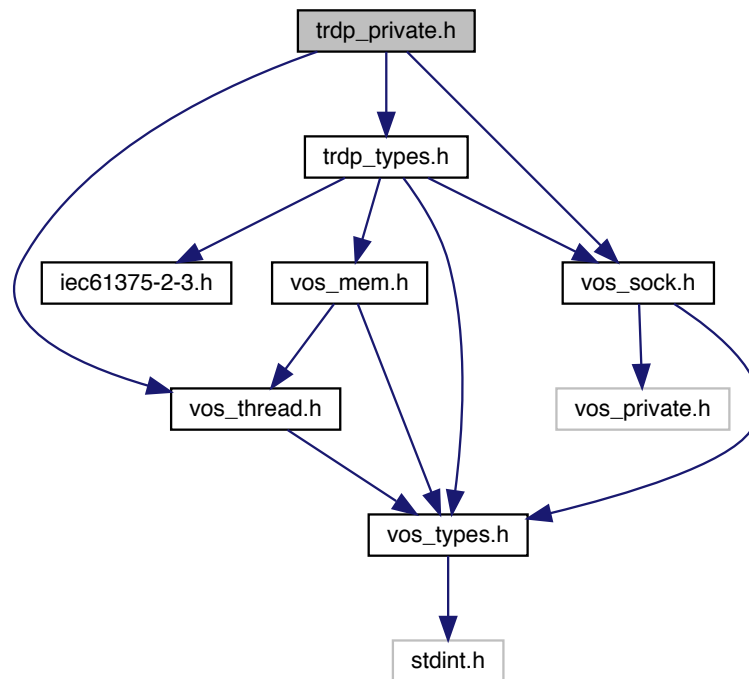 trdp_private.h
trdp_types.h
iec61375-2-3.h
vos_mem.h
vos_sock.h
vos_thread.h
vos_private.h
vos_types.h
stdint.h